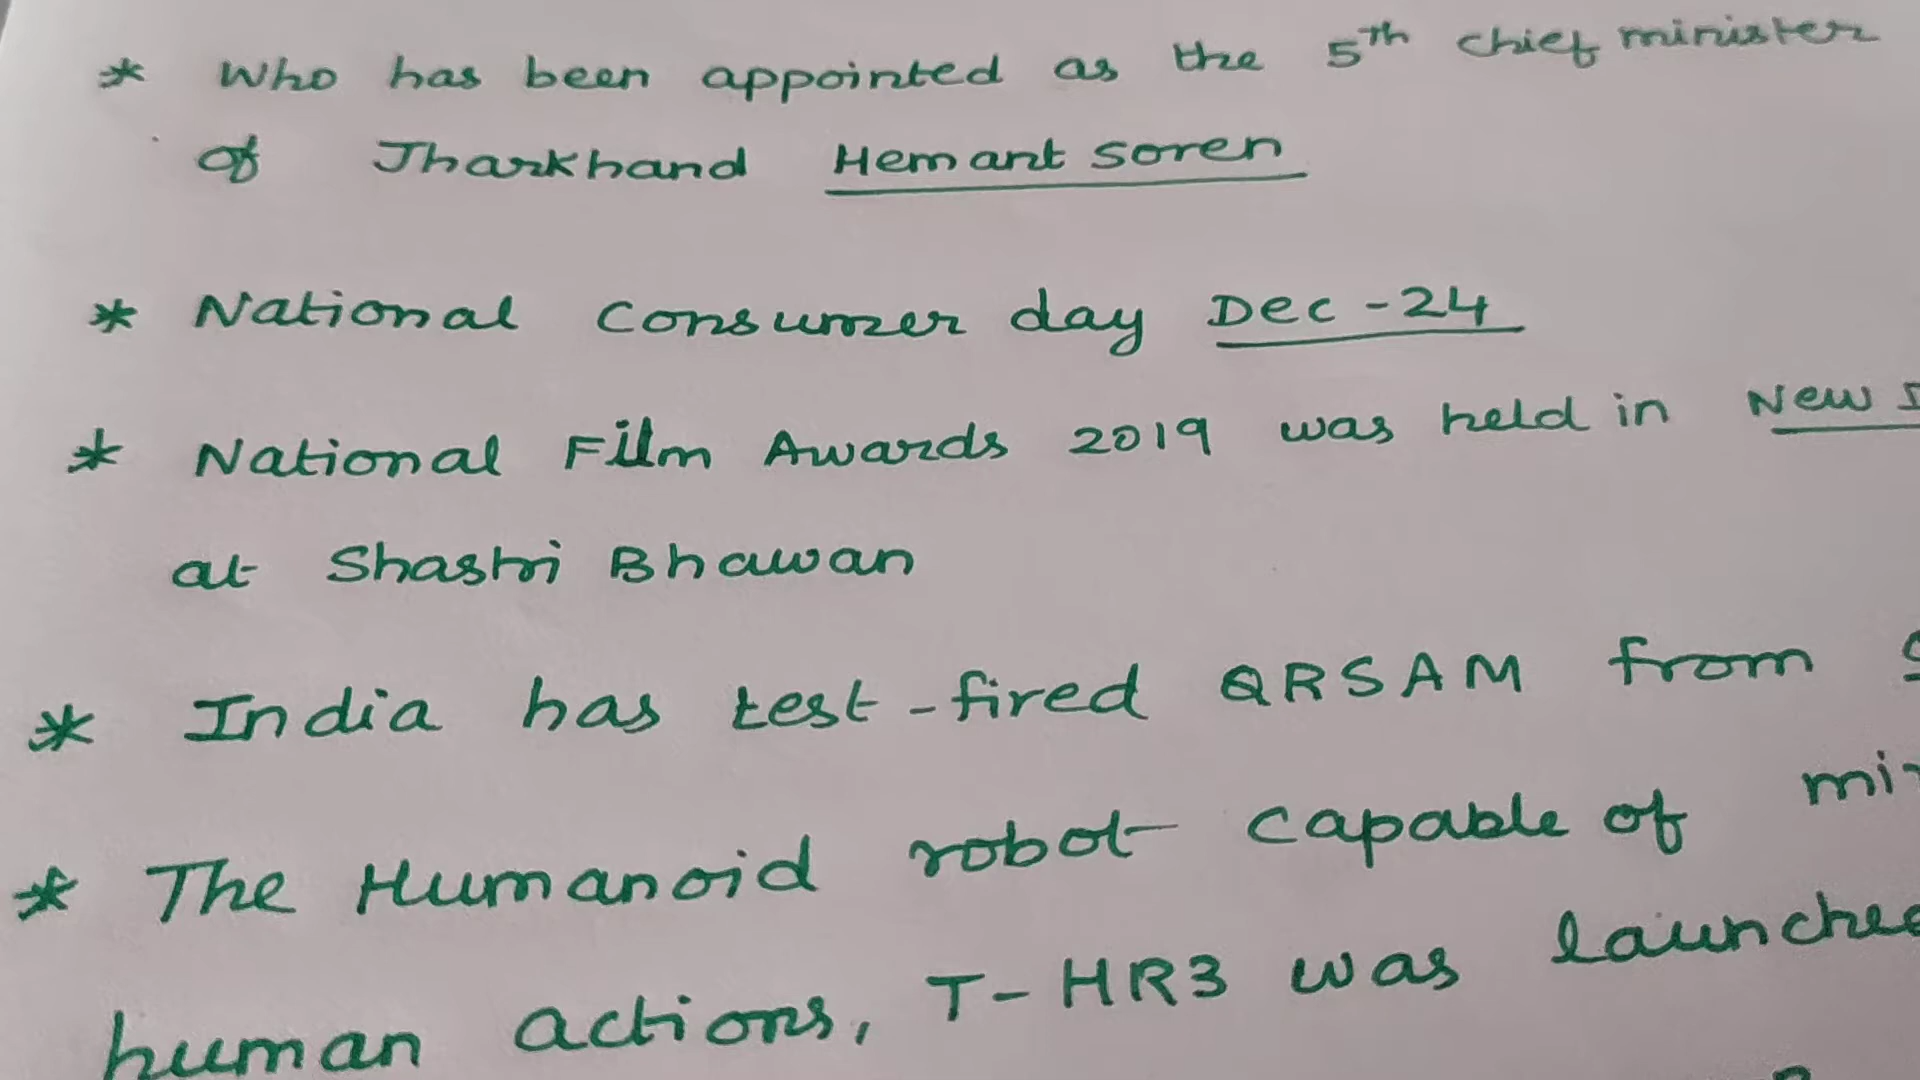 * Who has been appointed as the 5th chief minister
of Jharkhand Hemant Soren
* National Consumer day Dec-24
* National Film Awards 2019 was held in New
at Shastri Bhawan
* India has test-fired QRSAM from
* The Humanoid robot capable of
human actions, T-HR3 was launche